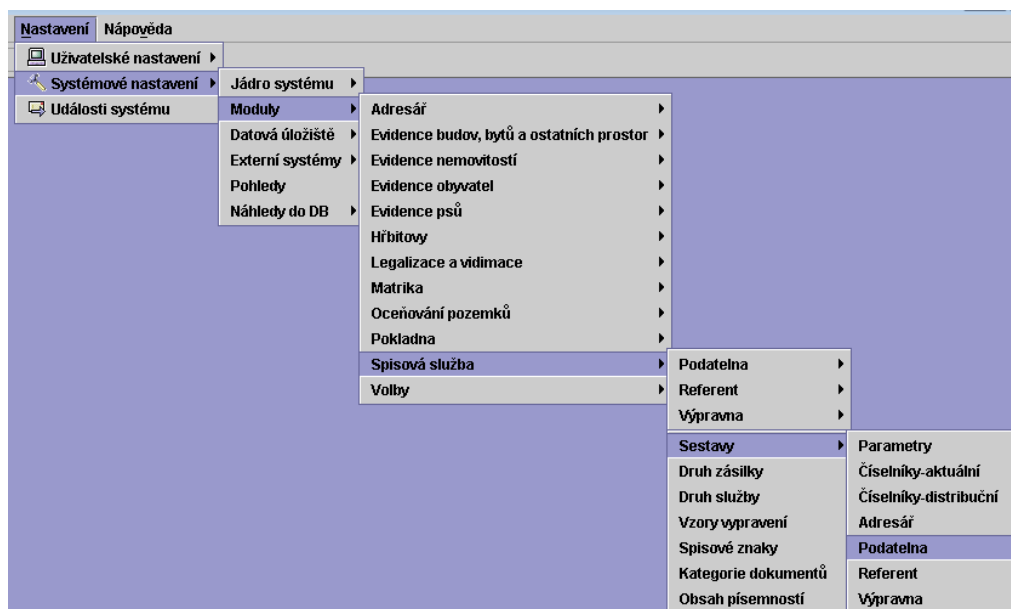 Nastavení Nápověda
Uživatelské nastavení
Systémové nastavení
Události systému
Jádro systému
Moduly
Datová úložiště
Externí systémy
Pohledy
Náhledy do DB
Adresář
Evidence budov, bytů a ostatních prostor
Evidence nemovitostí
Evidence obyvatel
Evidence psů
Hřbitovy
Legalizace a vidimace
Matrika
Oceňování pozemků
Pokladna
Spisová služba
Volby
Podatelna
Referent
Výpravna
Sestavy
Druh zásilky
Druh služby
Vzory vypravení
Spisové znaky
Kategorie dokumentů
Obsah písemností
Parametry
Číselníky-aktuální
Číselníky-distribuční
Adresář
Podatelna
Referent
Výpravna